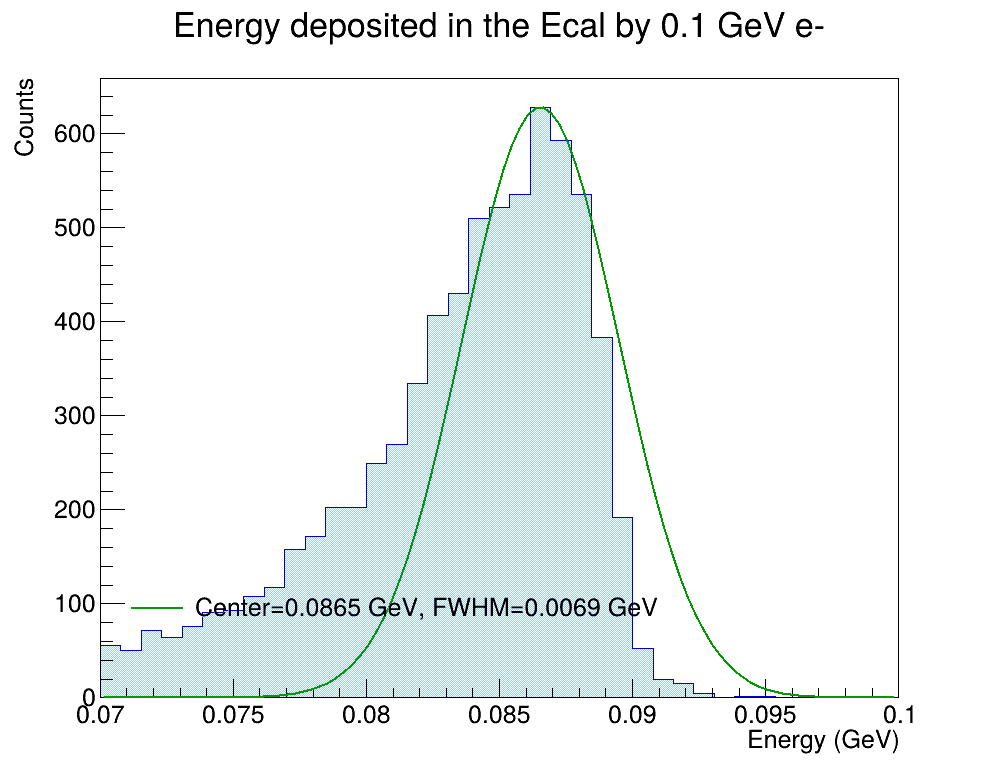 Energy deposited in the Ecal by 0.1 GeV e-
Counts
600
500
400
300
200
100
0
Center=0.0865 GeV, FWHM=0.0069 GeV
0.07 0.075 0.08 0.085 0.09 0.095 0.1
Energy (GeV)